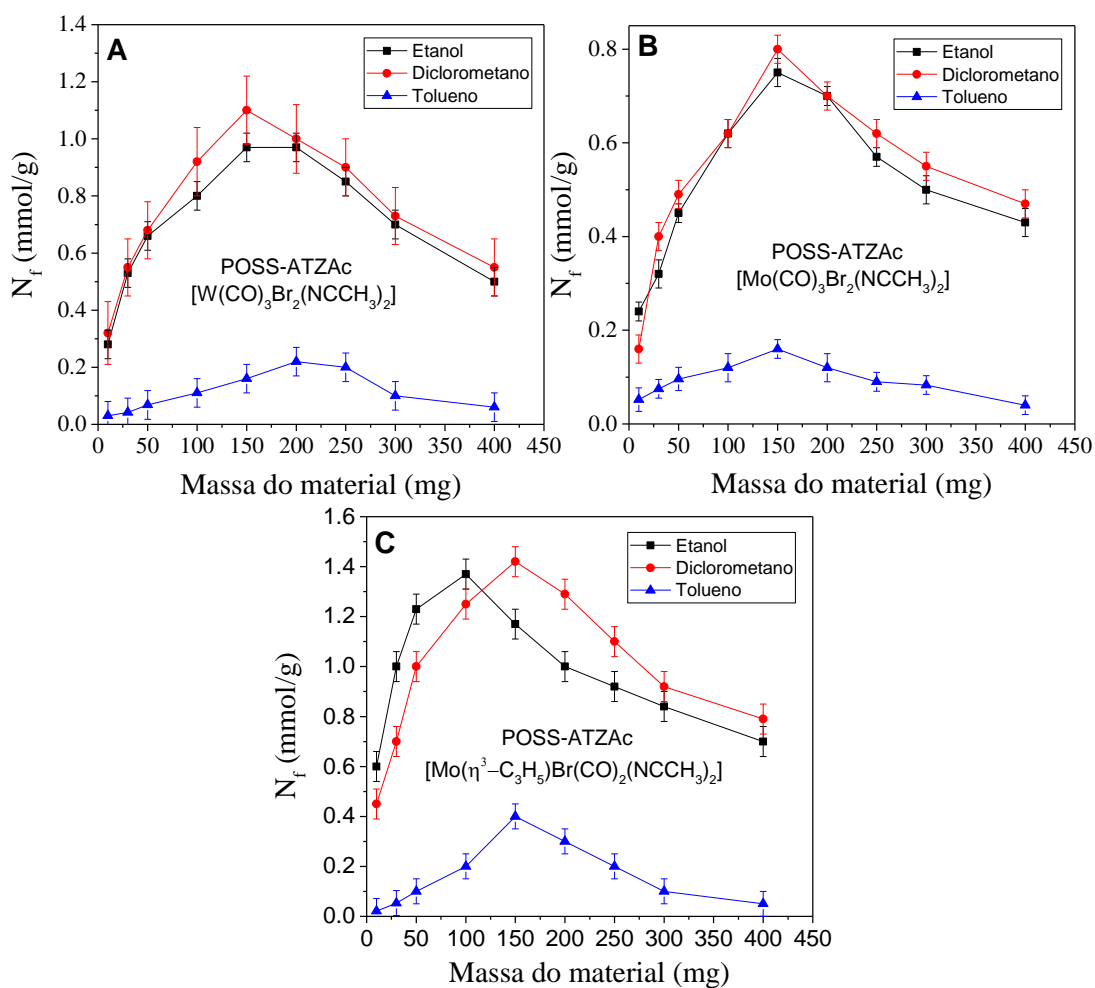 A
Etanol
Diclorometano
Tolueno
1.4
1.2
1.0
0.8
0.6
0.4
0.2
0.0
N_f (mmol/g)
POSS-ATZAc
[W(CO)₃Br₂(NCCH₃)₂]
0 50 100 150 200 250 300 350 400 450
Massa do material (mg)
B
Etanol
Diclorometano
Tolueno
0.8
0.6
0.4
0.2
0.0
N_f (mmol/g)
POSS-ATZAc
[Mo(CO)₃Br₂(NCCH₃)₂]
0 50 100 150 200 250 300 350 400 450
Massa do material (mg)
C
Etanol
Diclorometano
Tolueno
1.6
1.4
1.2
1.0
0.8
0.6
0.4
0.2
0.0
N_f (mmol/g)
POSS-ATZAc
[Mo(η³–C₃H₅)Br(CO)₂(NCCH₃)₂]
0 50 100 150 200 250 300 350 400 450
Massa do material (mg)